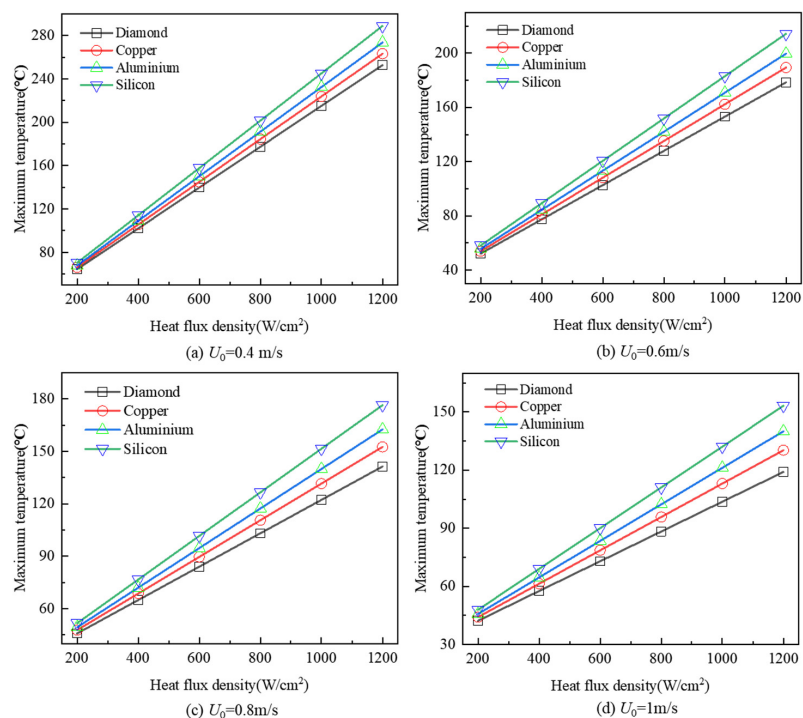 Diamond
Copper
Aluminium
Silicon
280
240
200
160
120
80
Maximum temperature(°C)
200 400 600 800 1000 1200
Heat flux density(W/cm²)
(a) U₀=0.4 m/s
Diamond
Copper
Aluminium
Silicon
200
160
120
80
40
Maximum temperature(°C)
200 400 600 800 1000 1200
Heat flux density(W/cm²)
(b) U₀=0.6m/s
Diamond
Copper
Aluminium
Silicon
180
150
120
90
60
Maximum temperature(°C)
200 400 600 800 1000 1200
Heat flux density(W/cm²)
(c) U₀=0.8m/s
Diamond
Copper
Aluminium
Silicon
150
120
90
60
30
Maximum temperature(°C)
200 400 600 800 1000 1200
Heat flux density(W/cm²)
(d) U₀=1m/s